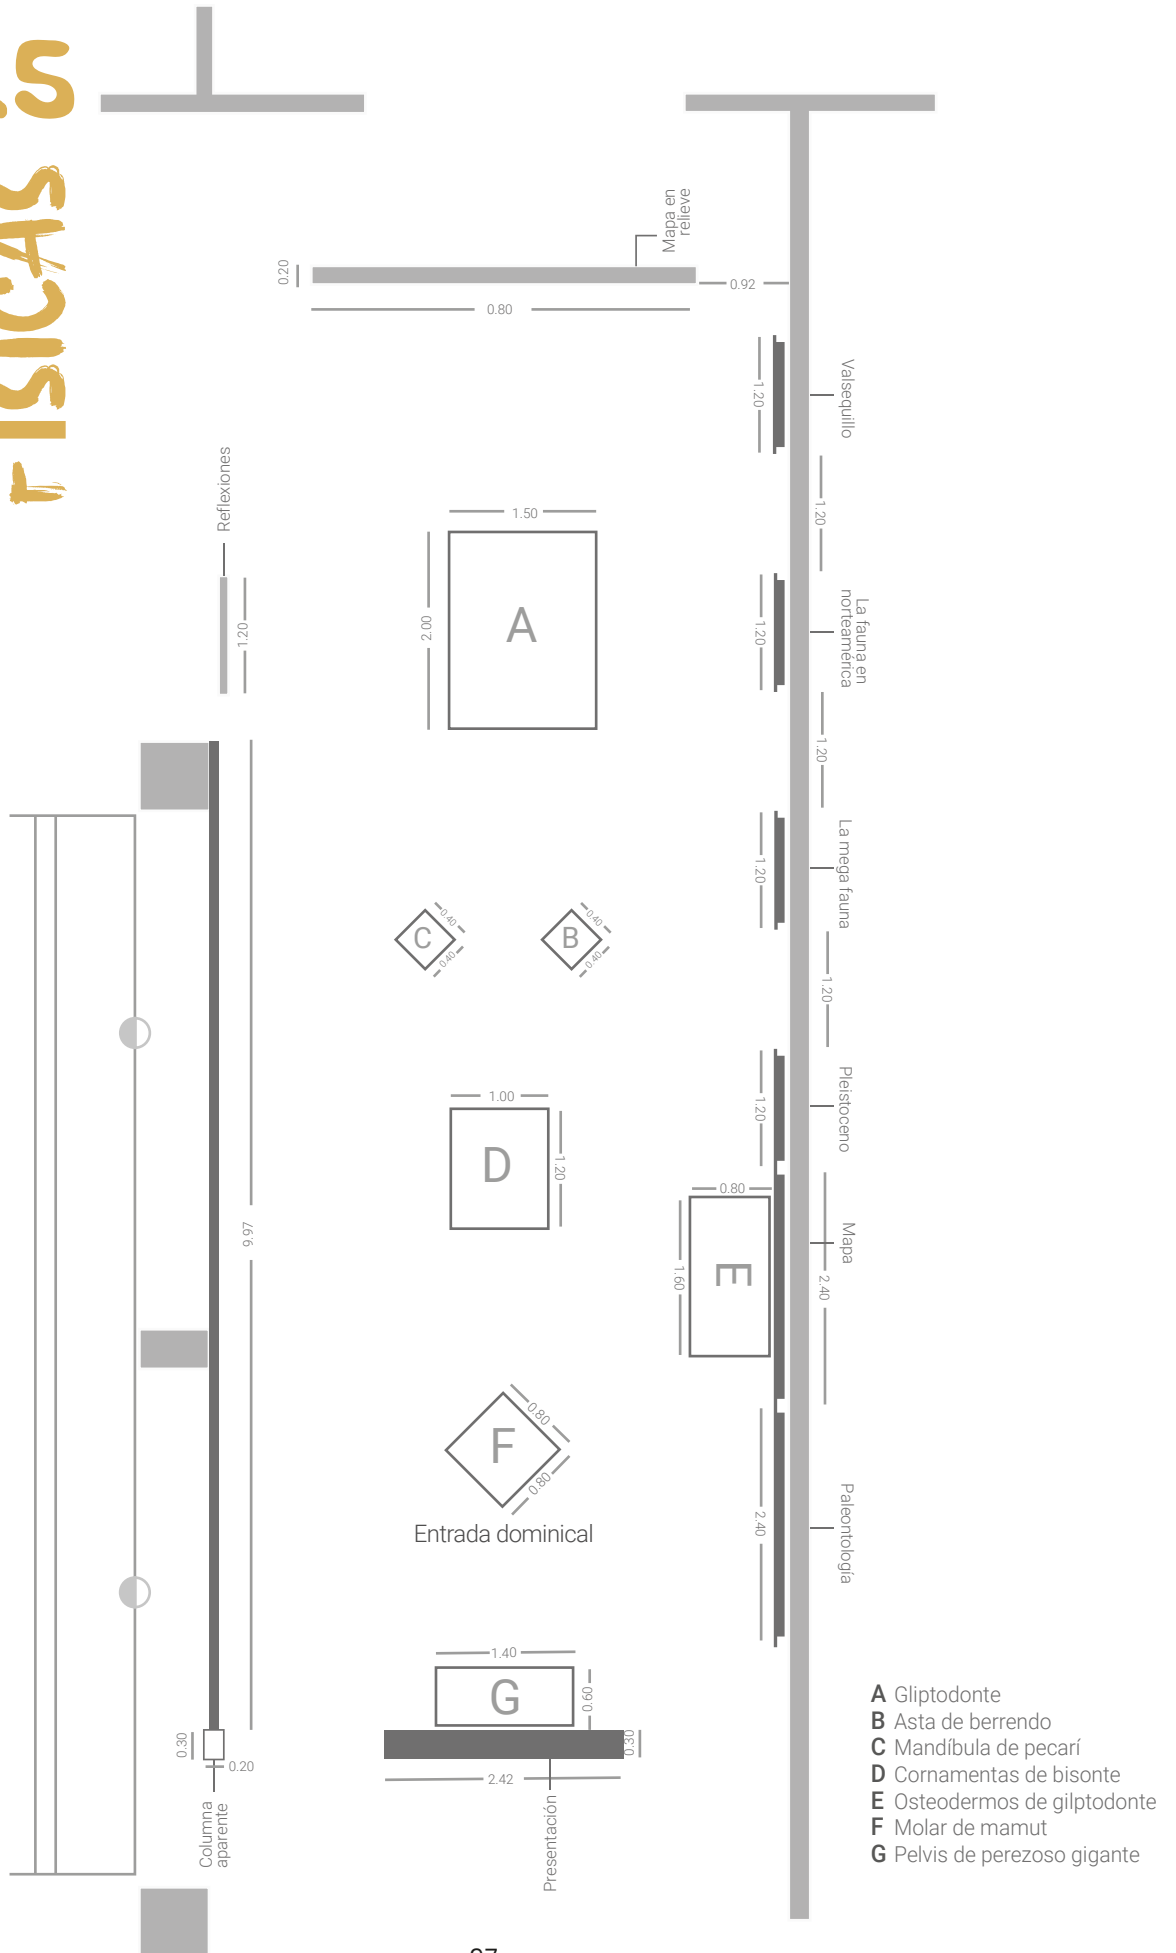 FISICAS
Mapa en
relieve
0.20
0.92
0.80
Valsequillo
1.20
Reflexiones
1.20
1.50
1.20
La fauna en
norteamérica
2.00
A
1.20
1.20
1.20
La mega fauna
1.20
C
0.40
0.40
B
0.40
0.40
1.20
Pleistoceno
1.20
1.00
D
1.20
0.80
E
1.60
Mapa
2.40
9.97
F
0.80
0.80
Entrada dominical
Paleontología
2.40
1.40
G
0.60
0.30
2.42
Presentación
0.30
0.20
Columna
aparente
A Gliptodonte
B Asta de berrendo
C Mandíbula de pecarí
D Cornamentas de bisonte
E Osteodermos de gilptodonte
F Molar de mamut
G Pelvis de perezoso gigante